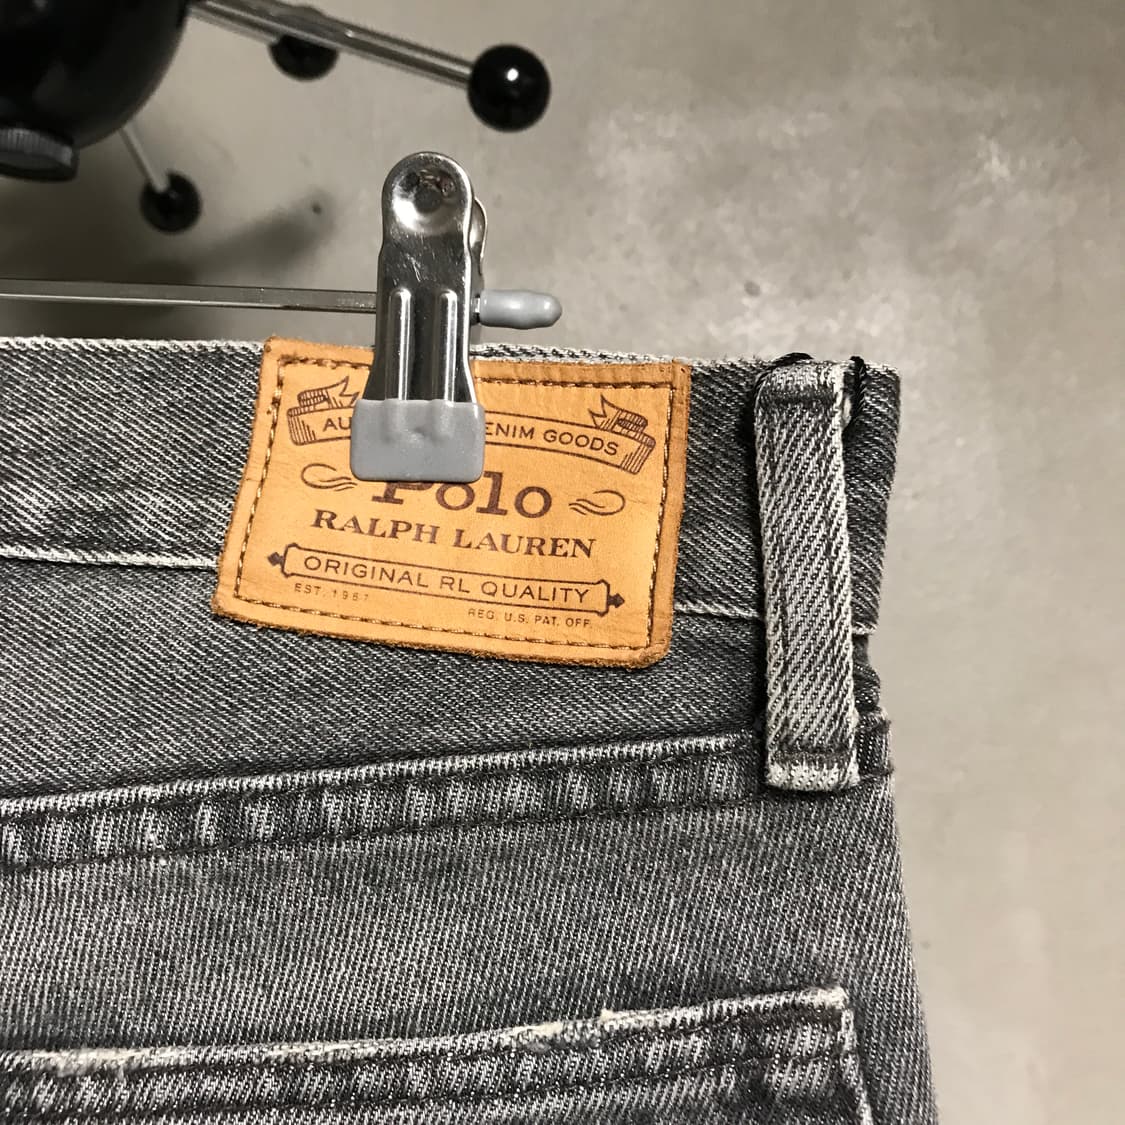 AU ENIM GOODS
Polo
RALPH LAUREN
ORIGINAL RL QUALITY
EST. 1967
REG. U.S. PAT. OFF.